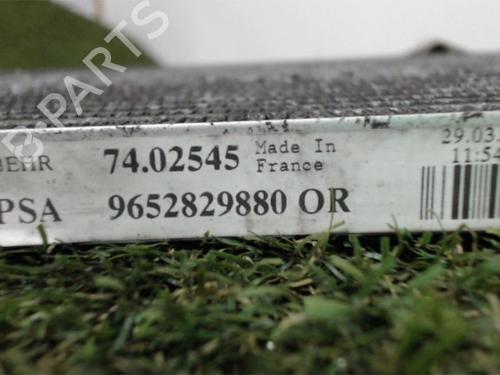 B-PARTS
BEHR 74.02545 Made In
France
29.03
11:54
PSA 9652829880 OR